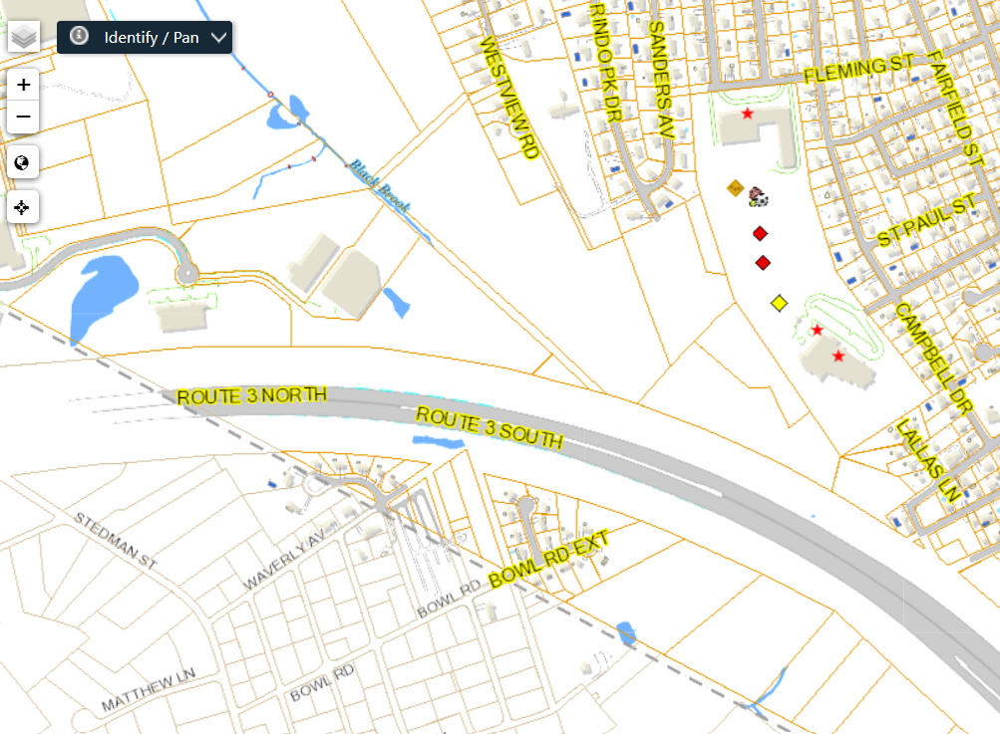 Identify / Pan
+
−
WESTVIEW RD
RINDO PK DR
SANDERS AV
FLEMING ST
FAIRFIELD ST
Black Brook
ST PAUL ST
CAMPBELL DR
ROUTE 3 NORTH
ROUTE 3 SOUTH
LALLAS LN
STEDMAN ST
WAVERLY AV
BOWL RD EXT
BOWL RD
MATTHEW LN
BOWL RD